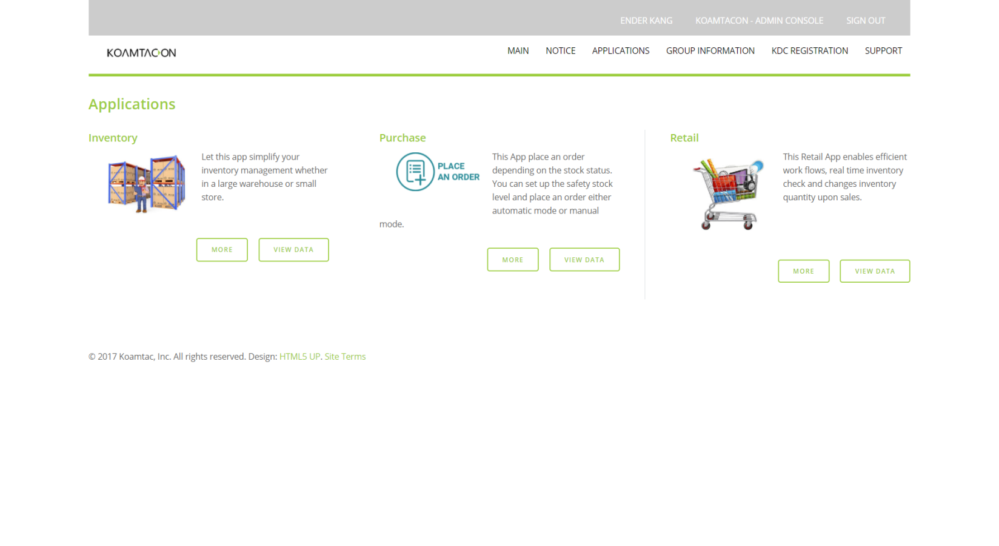 ENDER KANG KOAMTACON - ADMIN CONSOLE SIGN OUT
KOAMTACON
MAIN NOTICE APPLICATIONS GROUP INFORMATION KDC REGISTRATION SUPPORT
Applications
Inventory
Let this app simplify your
inventory management whether
in a large warehouse or small
store.
MORE VIEW DATA
Purchase
PLACE
AN ORDER
This App place an order
depending on the stock status.
You can set up the safety stock
level and place an order either
automatic mode or manual
mode.
MORE VIEW DATA
Retail
This Retail App enables efficient
work flows, real time inventory
check and changes inventory
quantity upon sales.
MORE VIEW DATA
© 2017 Koamtac, Inc. All rights reserved. Design: HTML5 UP. Site Terms